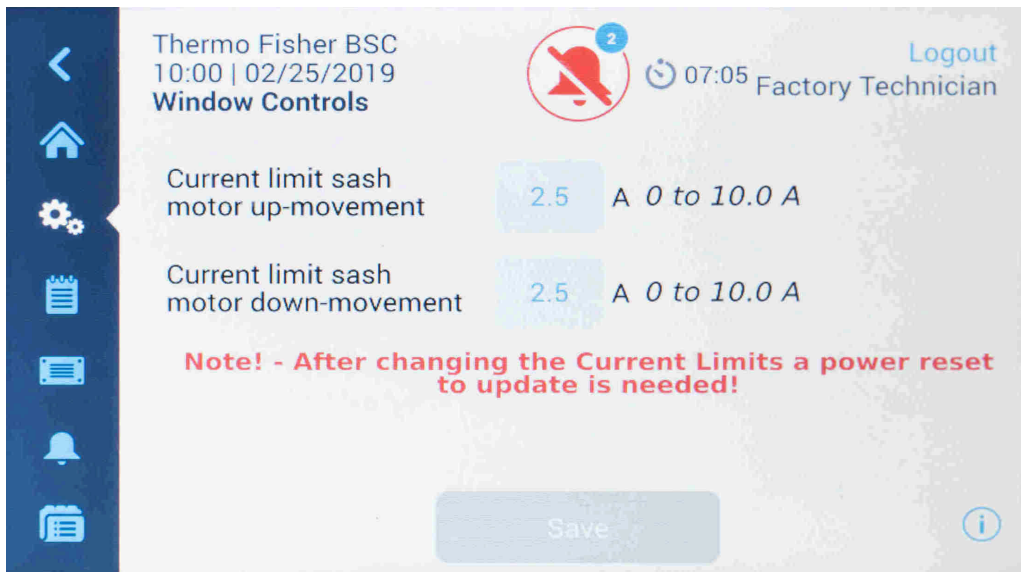 Thermo Fisher BSC
10:00 | 02/25/2019
Window Controls
2
07:05
Logout
Factory Technician
Current limit sash
motor up-movement
2.5 A 0 to 10.0 A
Current limit sash
motor down-movement
2.5 A 0 to 10.0 A
Note! - After changing the Current Limits a power reset
to update is needed!
Save
i